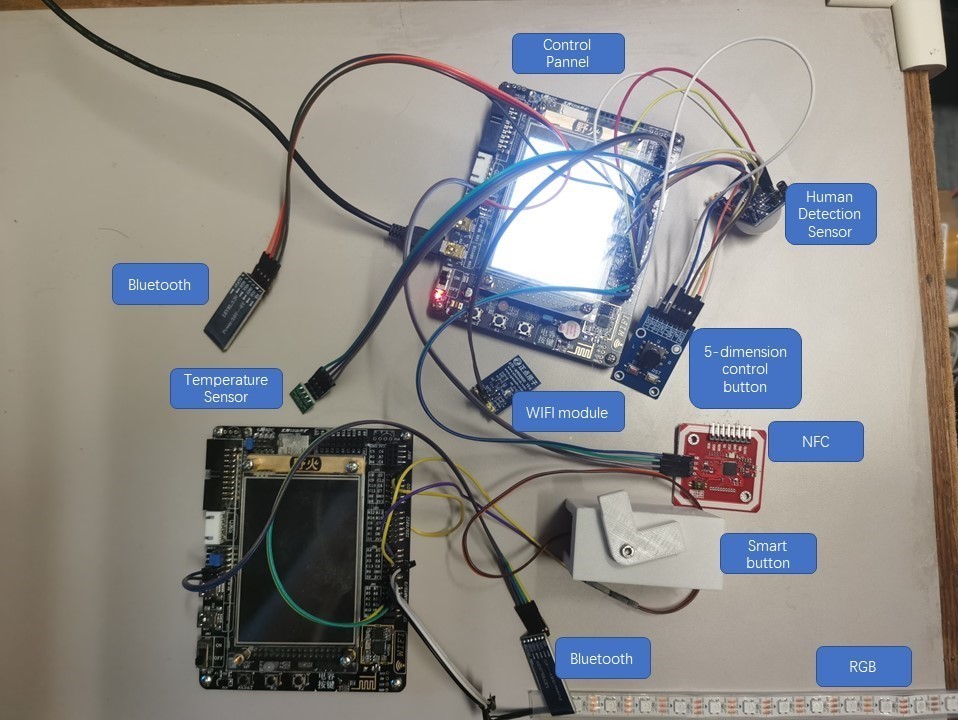 Control
Pannel
Human
Detection
Sensor
Bluetooth
5-dimension
control
button
Temperature
Sensor
WIFI module
NFC
Smart
button
Bluetooth
RGB